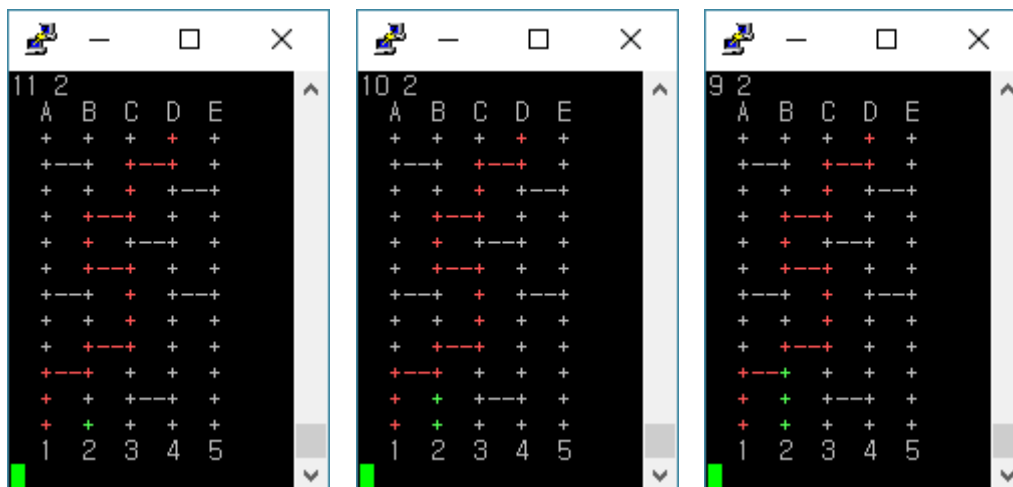 11 2
  A  B  C  D  E
  +  +  +  +  +
  +--+  +--+  +
  +  +  +  +--+
  +  +--+  +  +
  +  +  +--+  +
  +  +--+  +  +
  +--+  +  +--+
  +  +  +  +  +
  +  +--+  +  +
  +--+  +  +  +
  +  +  +--+  +
  +  +  +  +  +
  1  2  3  4  5
10 2
  A  B  C  D  E
  +  +  +  +  +
  +--+  +--+  +
  +  +  +  +--+
  +  +--+  +  +
  +  +  +--+  +
  +  +--+  +  +
  +--+  +  +--+
  +  +  +  +  +
  +  +--+  +  +
  +--+  +  +  +
  +  +  +--+  +
  +  +  +  +  +
  1  2  3  4  5
9 2
  A  B  C  D  E
  +  +  +  +  +
  +--+  +--+  +
  +  +  +  +--+
  +  +--+  +  +
  +  +  +--+  +
  +  +--+  +  +
  +--+  +  +--+
  +  +  +  +  +
  +  +--+  +  +
  +--+  +  +  +
  +  +  +--+  +
  +  +  +  +  +
  1  2  3  4  5